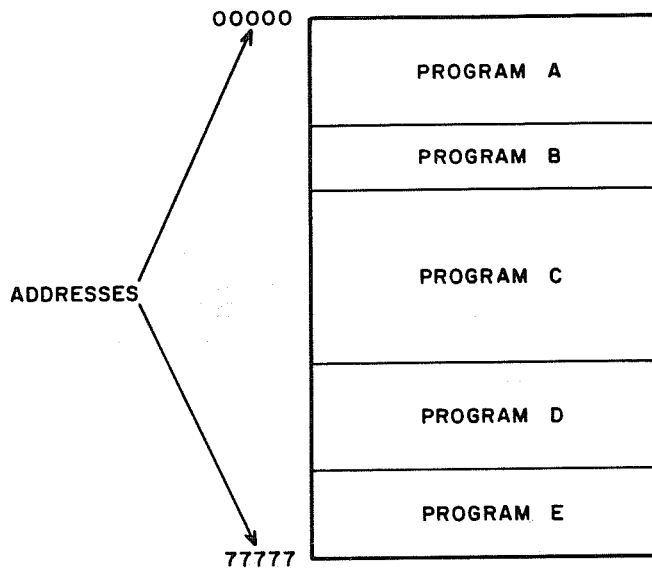 00000
PROGRAM A
PROGRAM B
ADDRESSES
PROGRAM C
PROGRAM D
PROGRAM E
77777